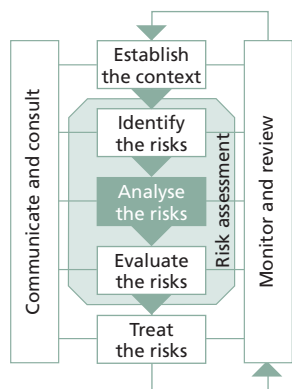 Establish
the context
Identify
the risks
Analyse
the risks
Evaluate
the risks
Treat
the risks
Communicate and consult
Risk assessment
Monitor and review